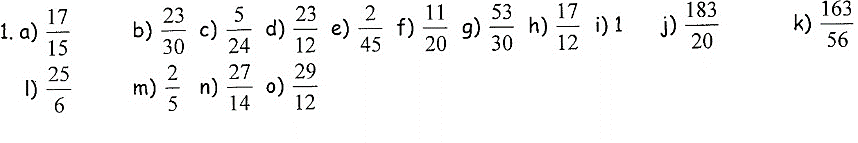 1. a) 17/15 b) 23/30 c) 5/24 d) 23/12 e) 2/45 f) 11/20 g) 53/30 h) 17/12 i) 1 j) 183/20 k) 163/56
l) 25/6 m) 2/5 n) 27/14 o) 29/12